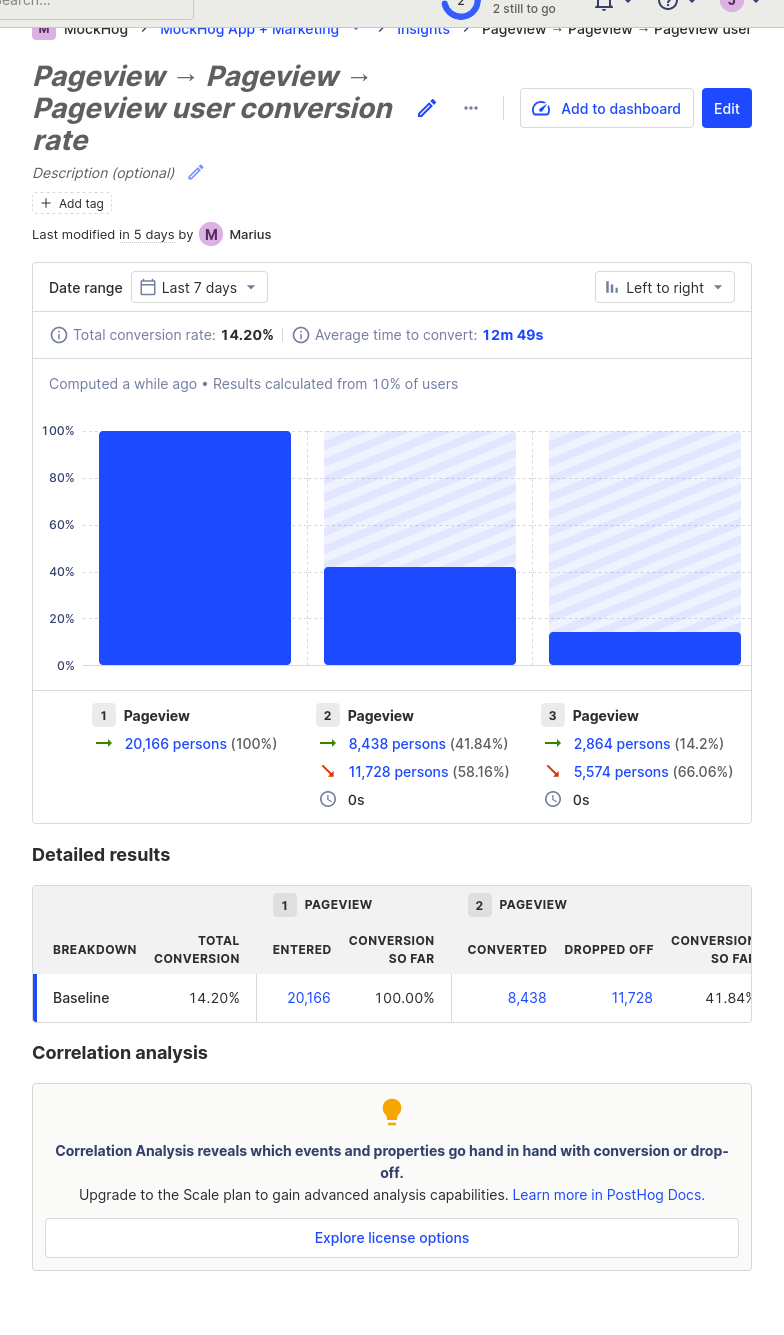 Search...
2
2 still to go
J
M MockHog MockHog App + Marketing Insights Pageview → Pageview → Pageview user
Pageview → Pageview →
Pageview user conversion
rate
Add to dashboard
Edit
Description (optional)
+ Add tag
Last modified in 5 days by M Marius
Date range Last 7 days Left to right
Total conversion rate: 14.20% Average time to convert: 12m 49s
Computed a while ago • Results calculated from 10% of users
100%
80%
60%
40%
20%
0%
1 Pageview
20,166 persons (100%)
2 Pageview
8,438 persons (41.84%)
11,728 persons (58.16%)
0s
3 Pageview
2,864 persons (14.2%)
5,574 persons (66.06%)
0s
Detailed results
1 PAGEVIEW 2 PAGEVIEW
BREAKDOWN TOTAL CONVERSION ENTERED CONVERSION SO FAR CONVERTED DROPPED OFF CONVERSION SO FAR
Baseline 14.20% 20,166 100.00% 8,438 11,728 41.84%
Correlation analysis
Correlation Analysis reveals which events and properties go hand in hand with conversion or drop-
off.
Upgrade to the Scale plan to gain advanced analysis capabilities. Learn more in PostHog Docs.
Explore license options